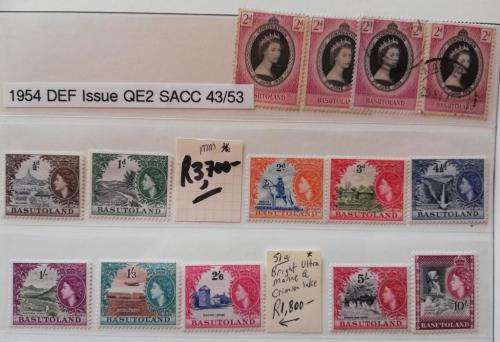 2d 2d 2d 2d
BASUTOLAND BASUTOLAND BASUTOLAND BASUTOLAND
1954 DEF Issue QE2 SACC 43/53
½d 1d
mm *
R3,700-
2d 3d 4½d
BASUTOLAND BASUTOLAND BASUTOLAND BASUTOLAND BASUTOLAND
1/- 1/3 2/6
51a *
Bright Ultra
marine &
Crimson lake
R1,800-
5/- 10/-
BASUTOLAND BASUTOLAND BASUTOLAND BASUTOLAND BASUTOLAND